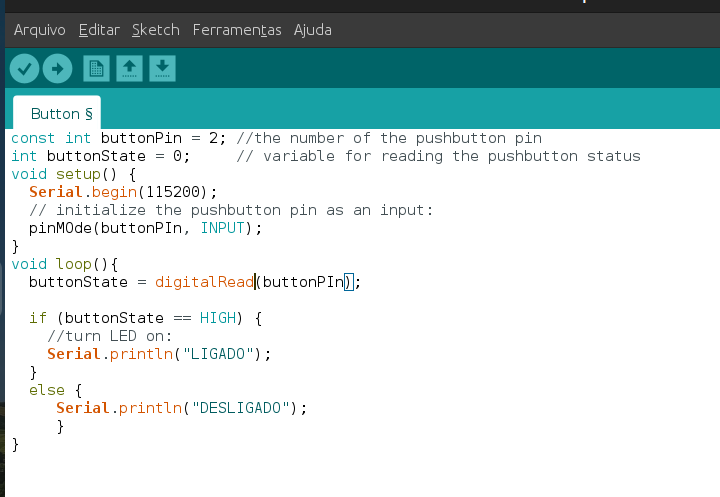 Arquivo Editar Sketch Ferramentas Ajuda
Button §
const int buttonPin = 2; //the number of the pushbutton pin
int buttonState = 0;     // variable for reading the pushbutton status
void setup() {
  Serial.begin(115200);
  // initialize the pushbutton pin as an input:
  pinMOde(buttonPIn, INPUT);
}
void loop(){
  buttonState = digitalRead(buttonPIn);

  if (buttonState == HIGH) {
    //turn LED on:
    Serial.println("LIGADO");
  }
  else {
     Serial.println("DESLIGADO");
     }
}